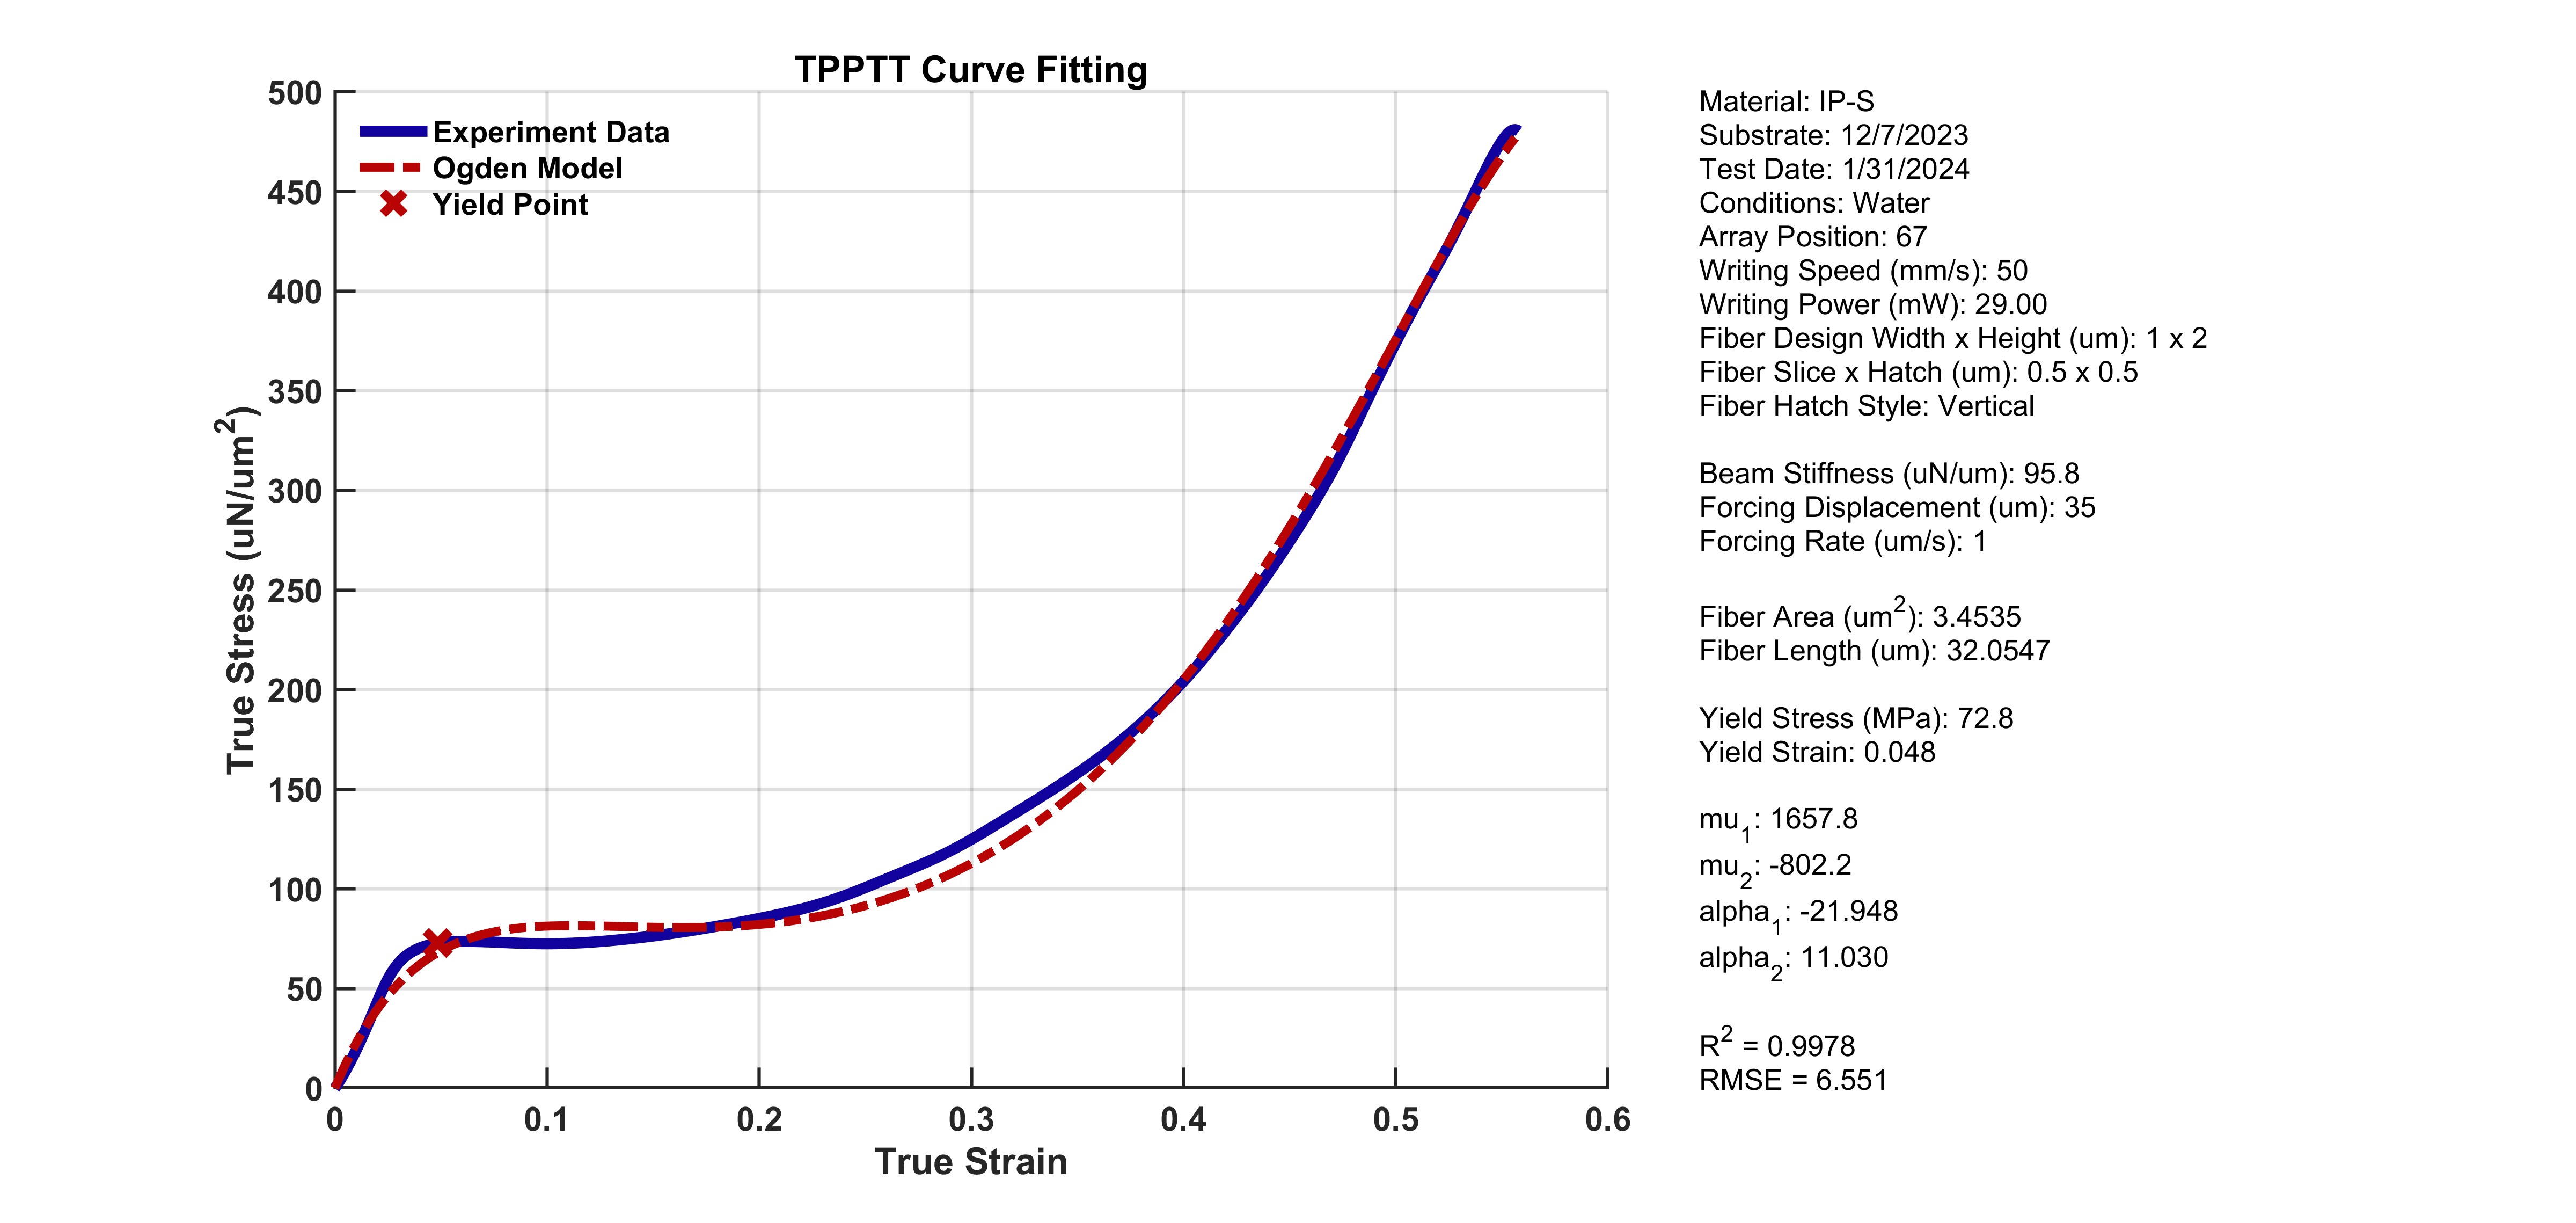 TPPTT Curve Fitting
500
450
400
350
300
250
200
150
100
50
0
True Stress (uN/um²)
Experiment Data
Ogden Model
Yield Point
0 0.1 0.2 0.3 0.4 0.5 0.6
True Strain
Material: IP-S
Substrate: 12/7/2023
Test Date: 1/31/2024
Conditions: Water
Array Position: 67
Writing Speed (mm/s): 50
Writing Power (mW): 29.00
Fiber Design Width x Height (um): 1 x 2
Fiber Slice x Hatch (um): 0.5 x 0.5
Fiber Hatch Style: Vertical
Beam Stiffness (uN/um): 95.8
Forcing Displacement (um): 35
Forcing Rate (um/s): 1
Fiber Area (um²): 3.4535
Fiber Length (um): 32.0547
Yield Stress (MPa): 72.8
Yield Strain: 0.048
mu₁: 1657.8
mu₂: -802.2
alpha₁: -21.948
alpha₂: 11.030
R² = 0.9978
RMSE = 6.551